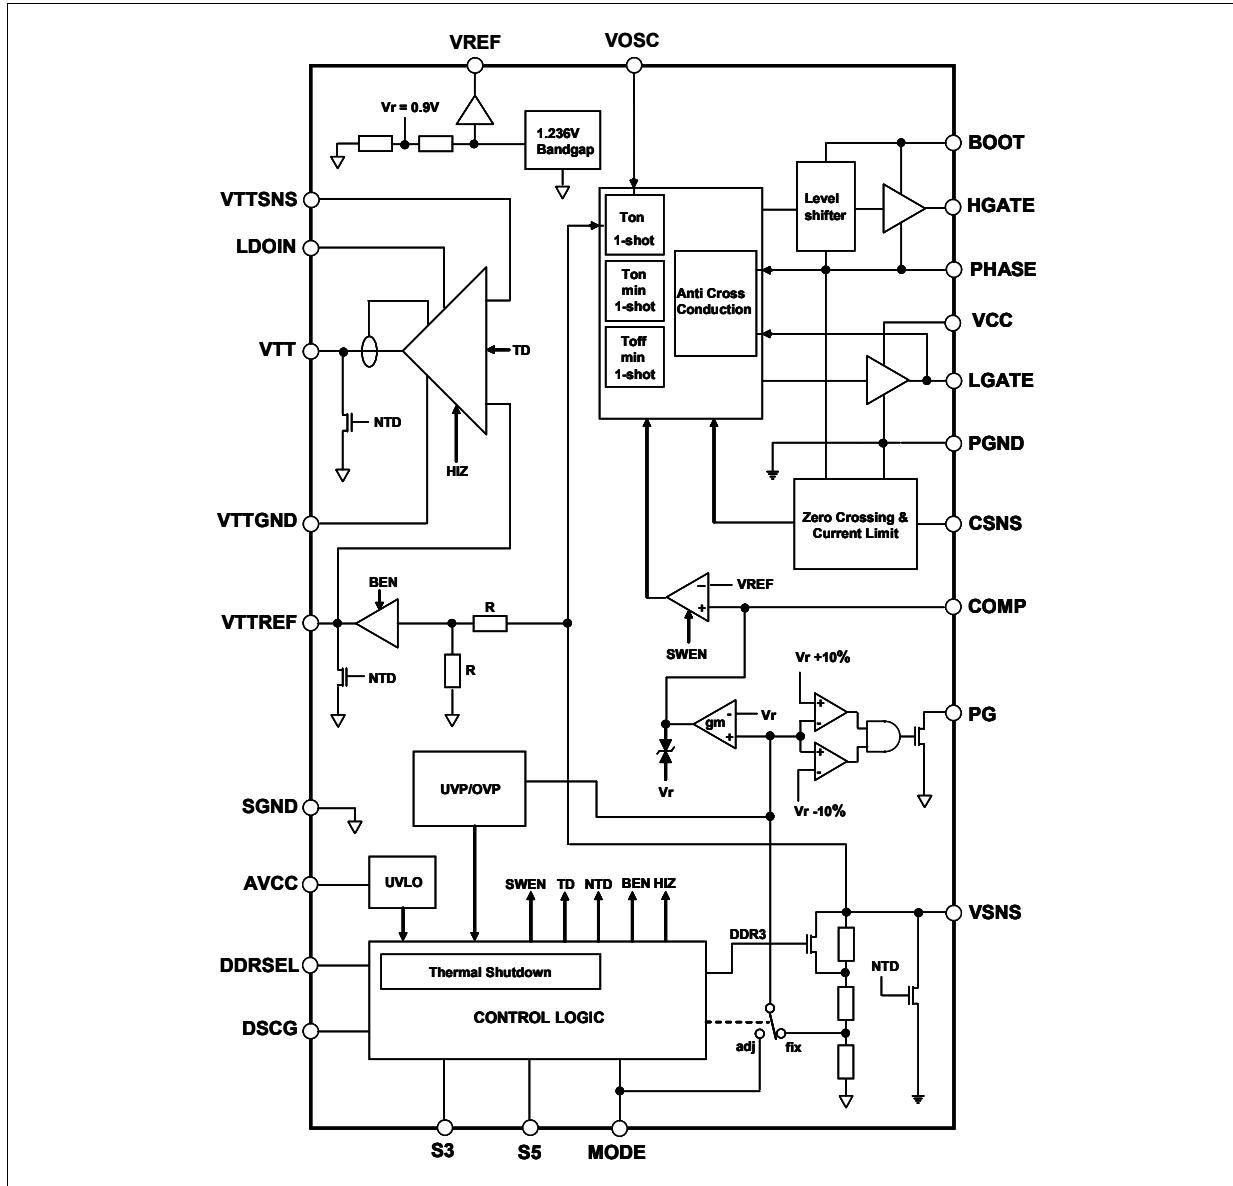 VREF
VOSC
Vr = 0.9V
1.236V
Bandgap
BOOT
VTTSNS
Level
shifter
HGATE
Ton
1-shot
LDOIN
PHASE
Ton
min
1-shot
Anti Cross
Conduction
VCC
VTT
TD
Toff
min
1-shot
LGATE
NTD
PGND
HIZ
VTTGND
Zero Crossing &
Current Limit
CSNS
BEN
–
VREF
+
COMP
VTTREF
R
SWEN
Vr +10%
R
NTD
gm
-
Vr
+
+
-
PG
+
-
Vr
Vr -10%
UVP/OVP
SGND
AVCC
UVLO
SWEN
TD
NTD
BEN
HIZ
VSNS
DDR3
DDRSEL
Thermal Shutdown
NTD
DSCG
CONTROL LOGIC
adj
fix
S3
S5
MODE